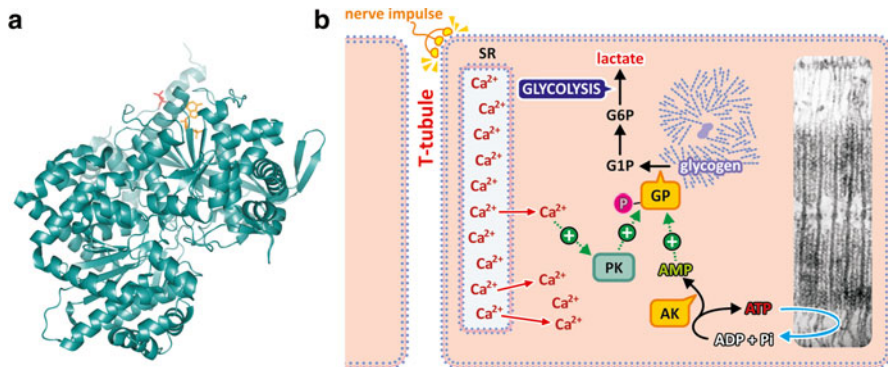 a
b
nerve impulse
T-tubule
SR
Ca2+
Ca2+
Ca2+
Ca2+
Ca2+
Ca2+
Ca2+
Ca2+
Ca2+
Ca2+
Ca2+
Ca2+
Ca2+
Ca2+
lactate
GLYCOLYSIS
G6P
G1P
glycogen
P
GP
+
+
+
PK
AMP
AK
ATP
ADP + Pi